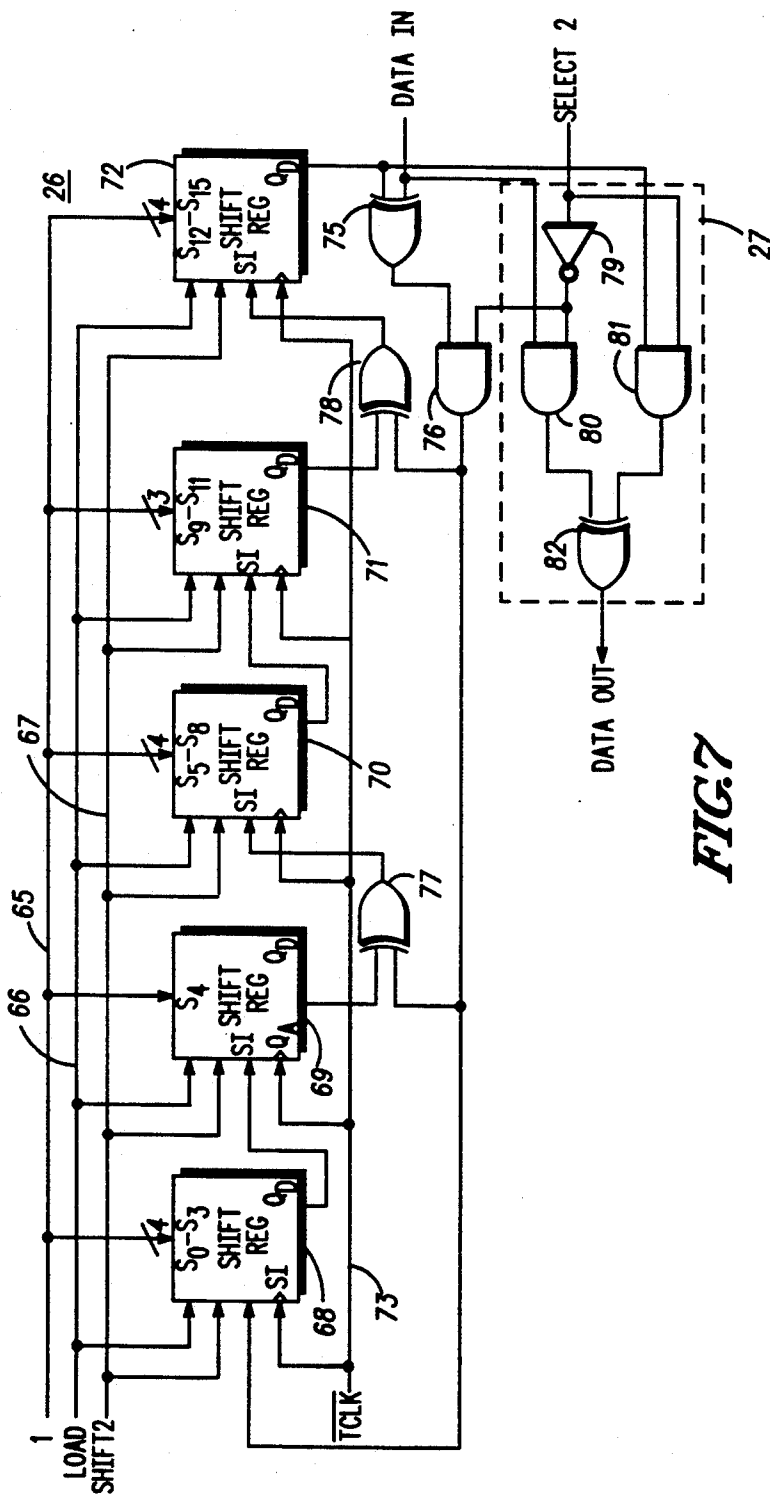 26
1
LOAD
SHIFT2
66
65
67
S0-S3
SHIFT
REG
SI
QD
4
68
S4
SHIFT
REG
SI
QA
QD
69
S5-S8
SHIFT
REG
SI
QD
4
70
S9-S11
SHIFT
REG
SI
QD
3
71
S12-S15
SHIFT
REG
SI
QD
4
72
TCLK
73
77
78
75
76
DATA IN
SELECT 2
79
80
81
82
27
DATA OUT
FIG.7